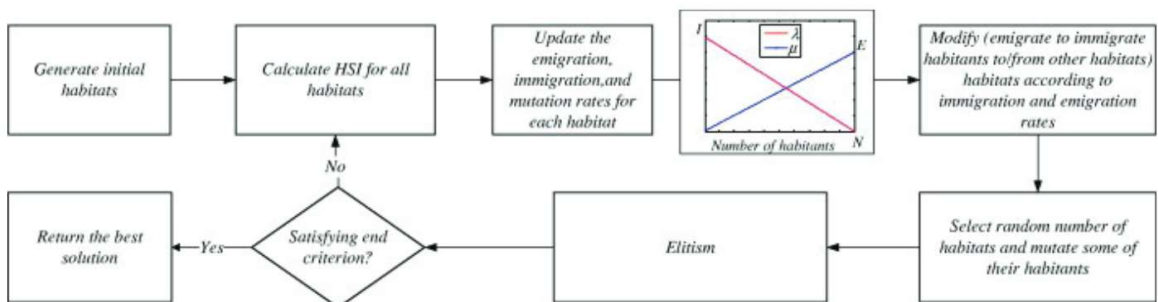 Generate initial
habitats
Calculate HSI for all
habitats
Update the
emigration,
immigration,and
mutation rates for
each habitat
I
λ
μ
E
Number of habitants
N
Modify (emigrate to immigrate
habitants to/from other habitats)
habitats according to
immigration and emigration
rates
No
Return the best
solution
Yes
Satisfying end
criterion?
Elitism
Select random number of
habitats and mutate some of
their habitants